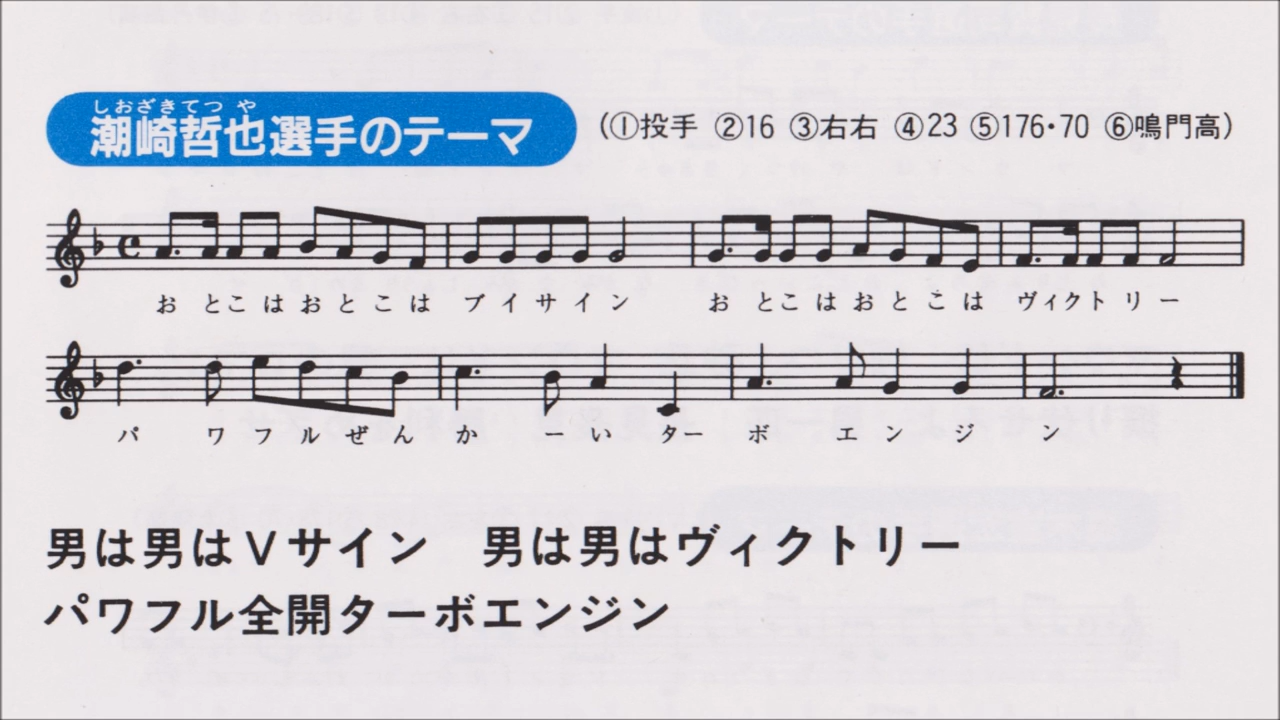 しおざきてつや
潮崎哲也選手のテーマ
(①投手 ②16 ③右右 ④23 ⑤176・70 ⑥鳴門高)
お とこ は お と こ は ブ イ サ イ ン お とこ は お と こ は ヴィク ト リ ー
パ ワ フ ル ぜ ん か ー い ター ボ エ ン ジ ン
男は男はVサイン 男は男はヴィクトリー
パワフル全開ターボエンジン